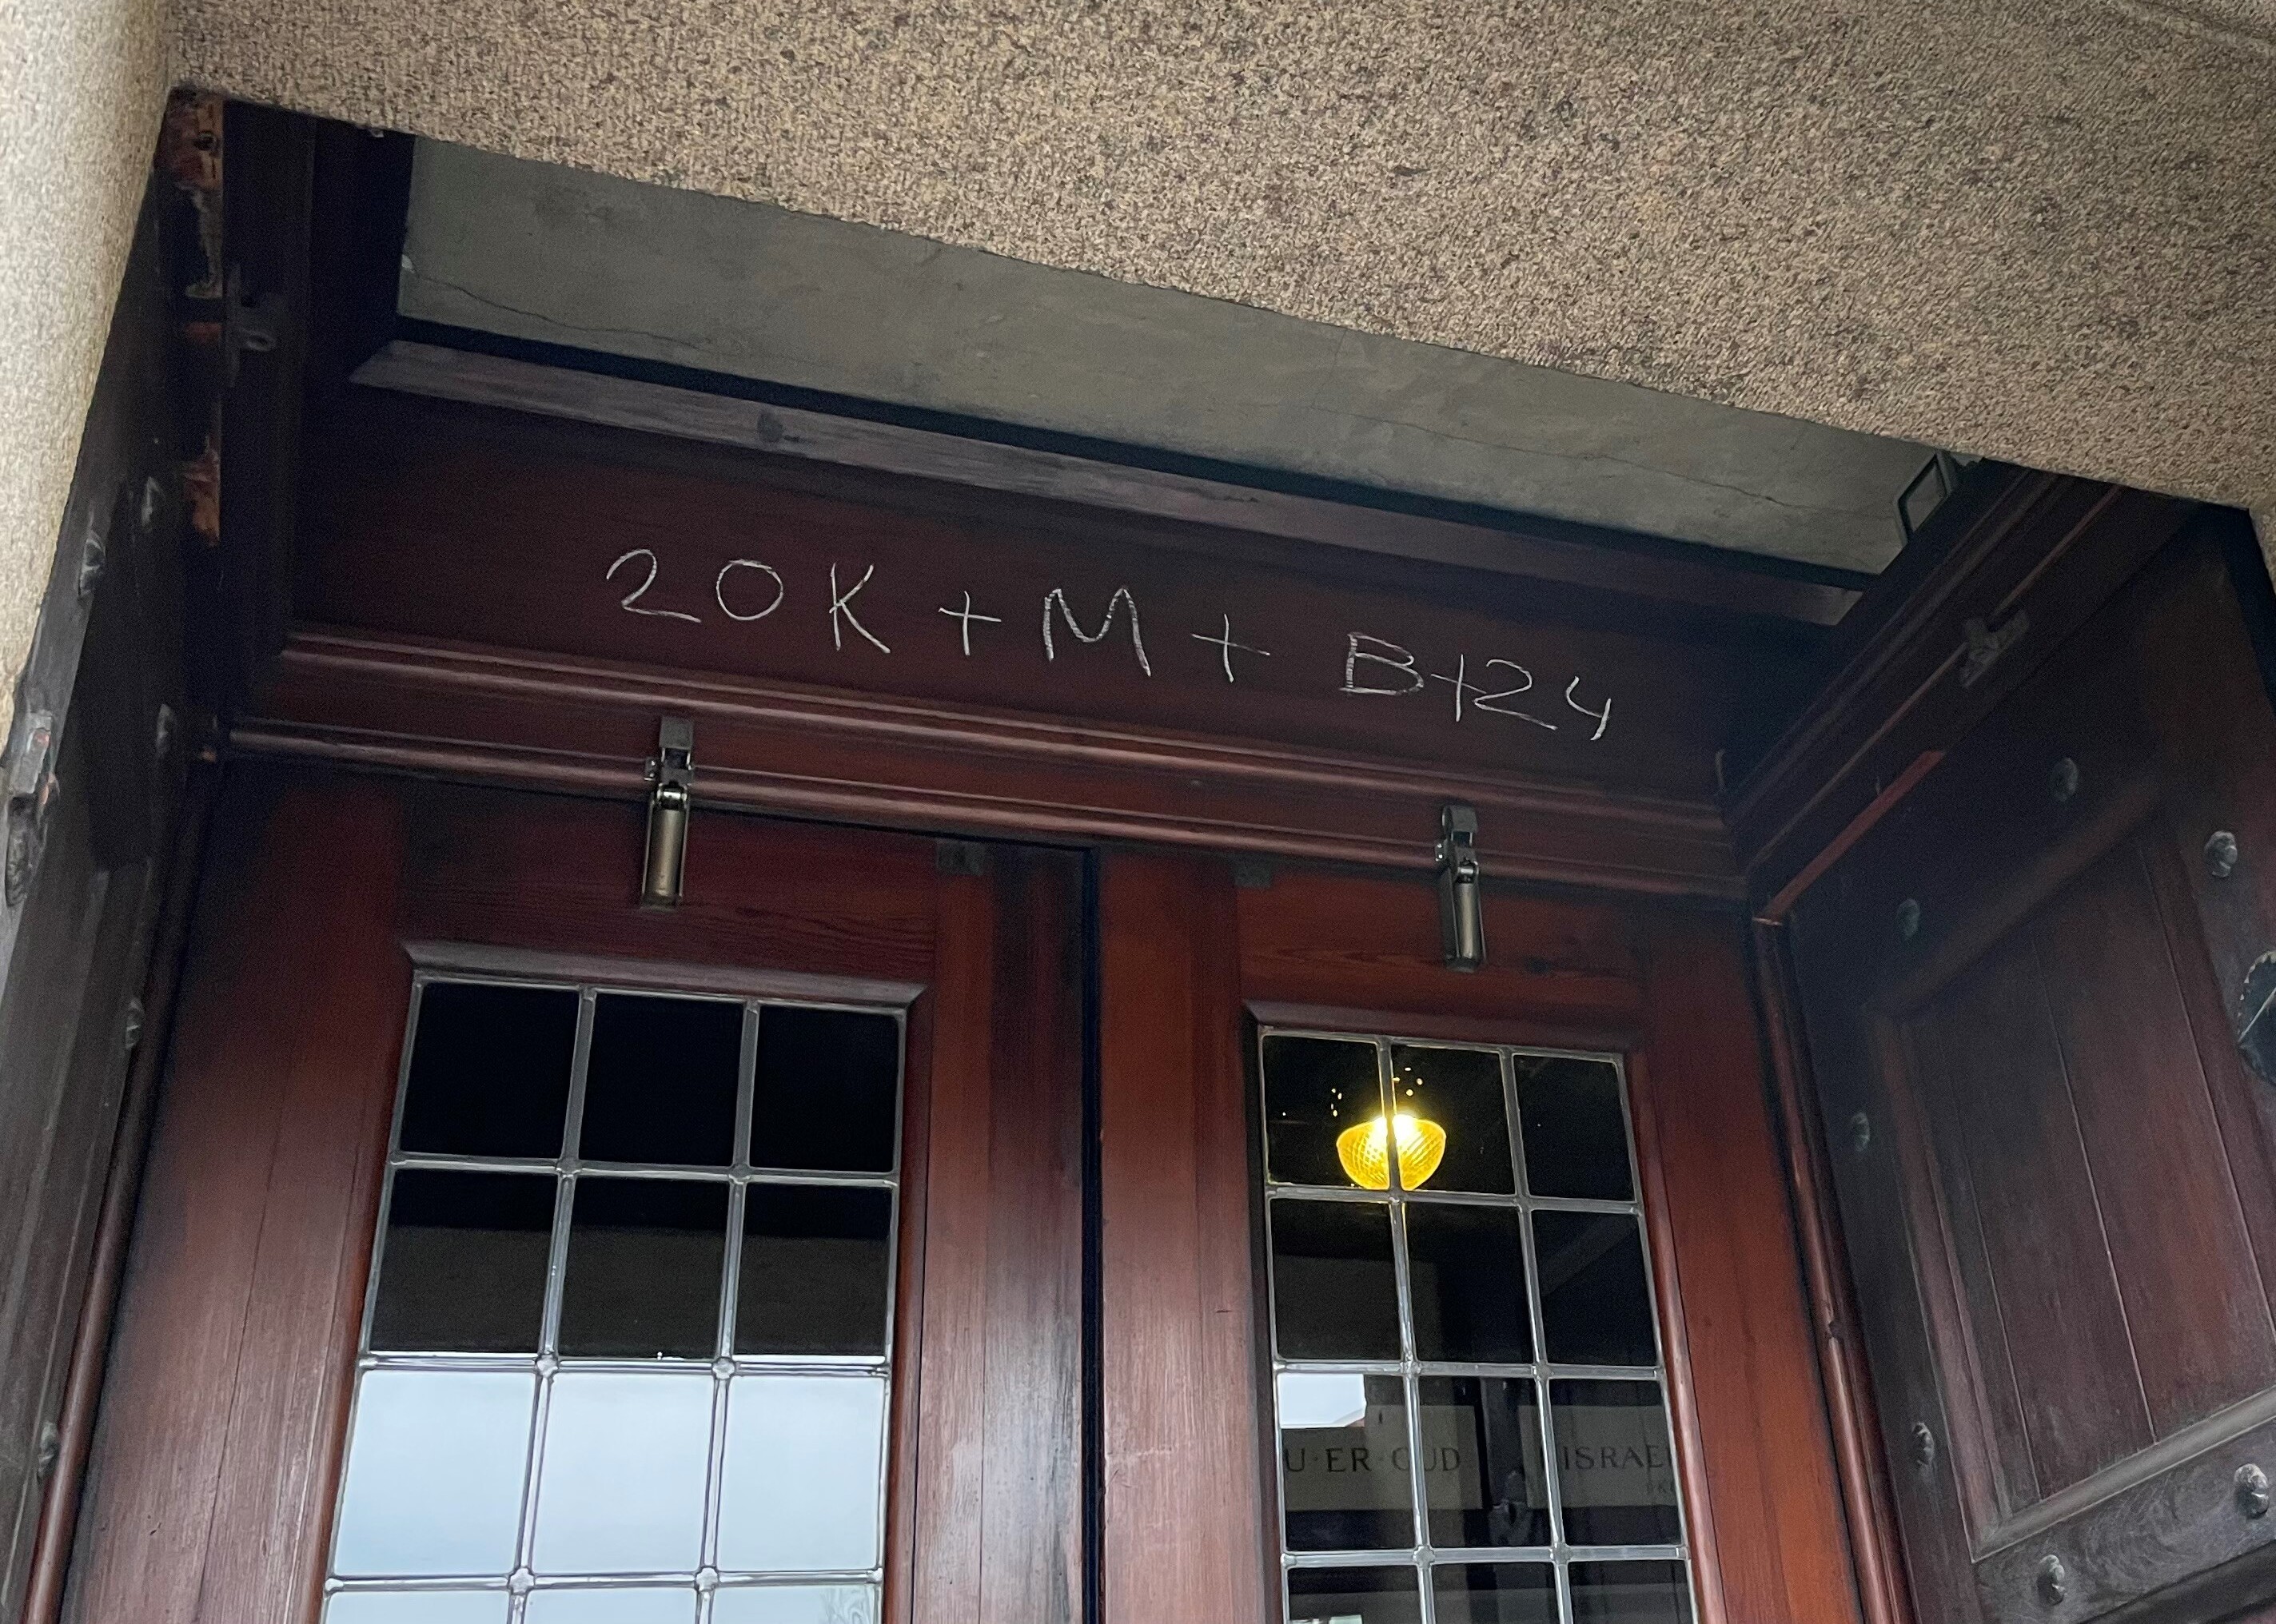 20K+M+ B+24
U·ER·GUD
ISRAEL